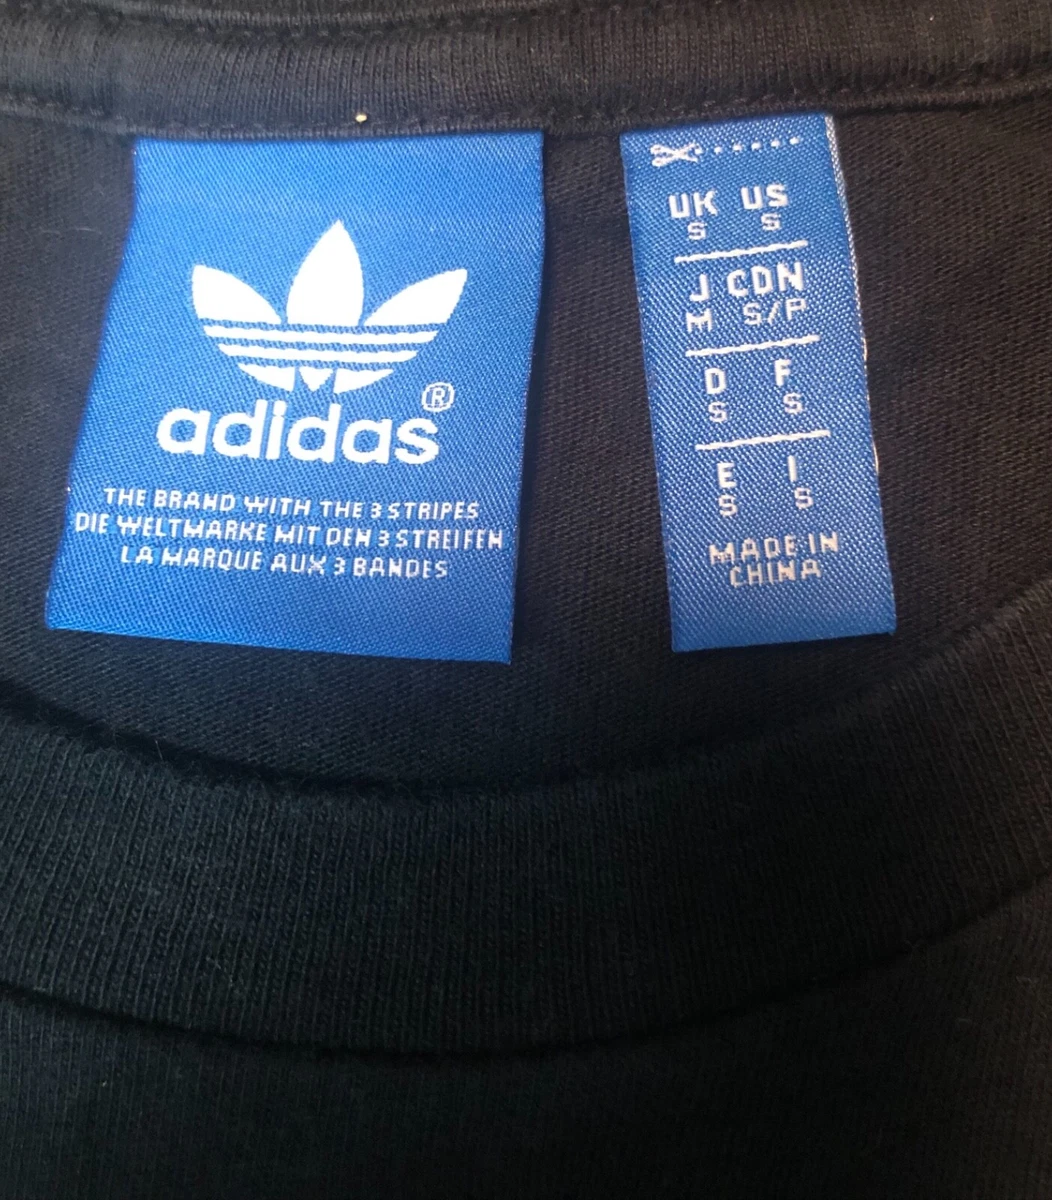 adidas®
THE BRAND WITH THE 3 STRIPES
DIE WELTMARKE MIT DEN 3 STREIFEN
LA MARQUE AUX 3 BANDES
UK US
S S
J CDN
M S/P
D F
S S
E I
S S
MADE IN
CHINA